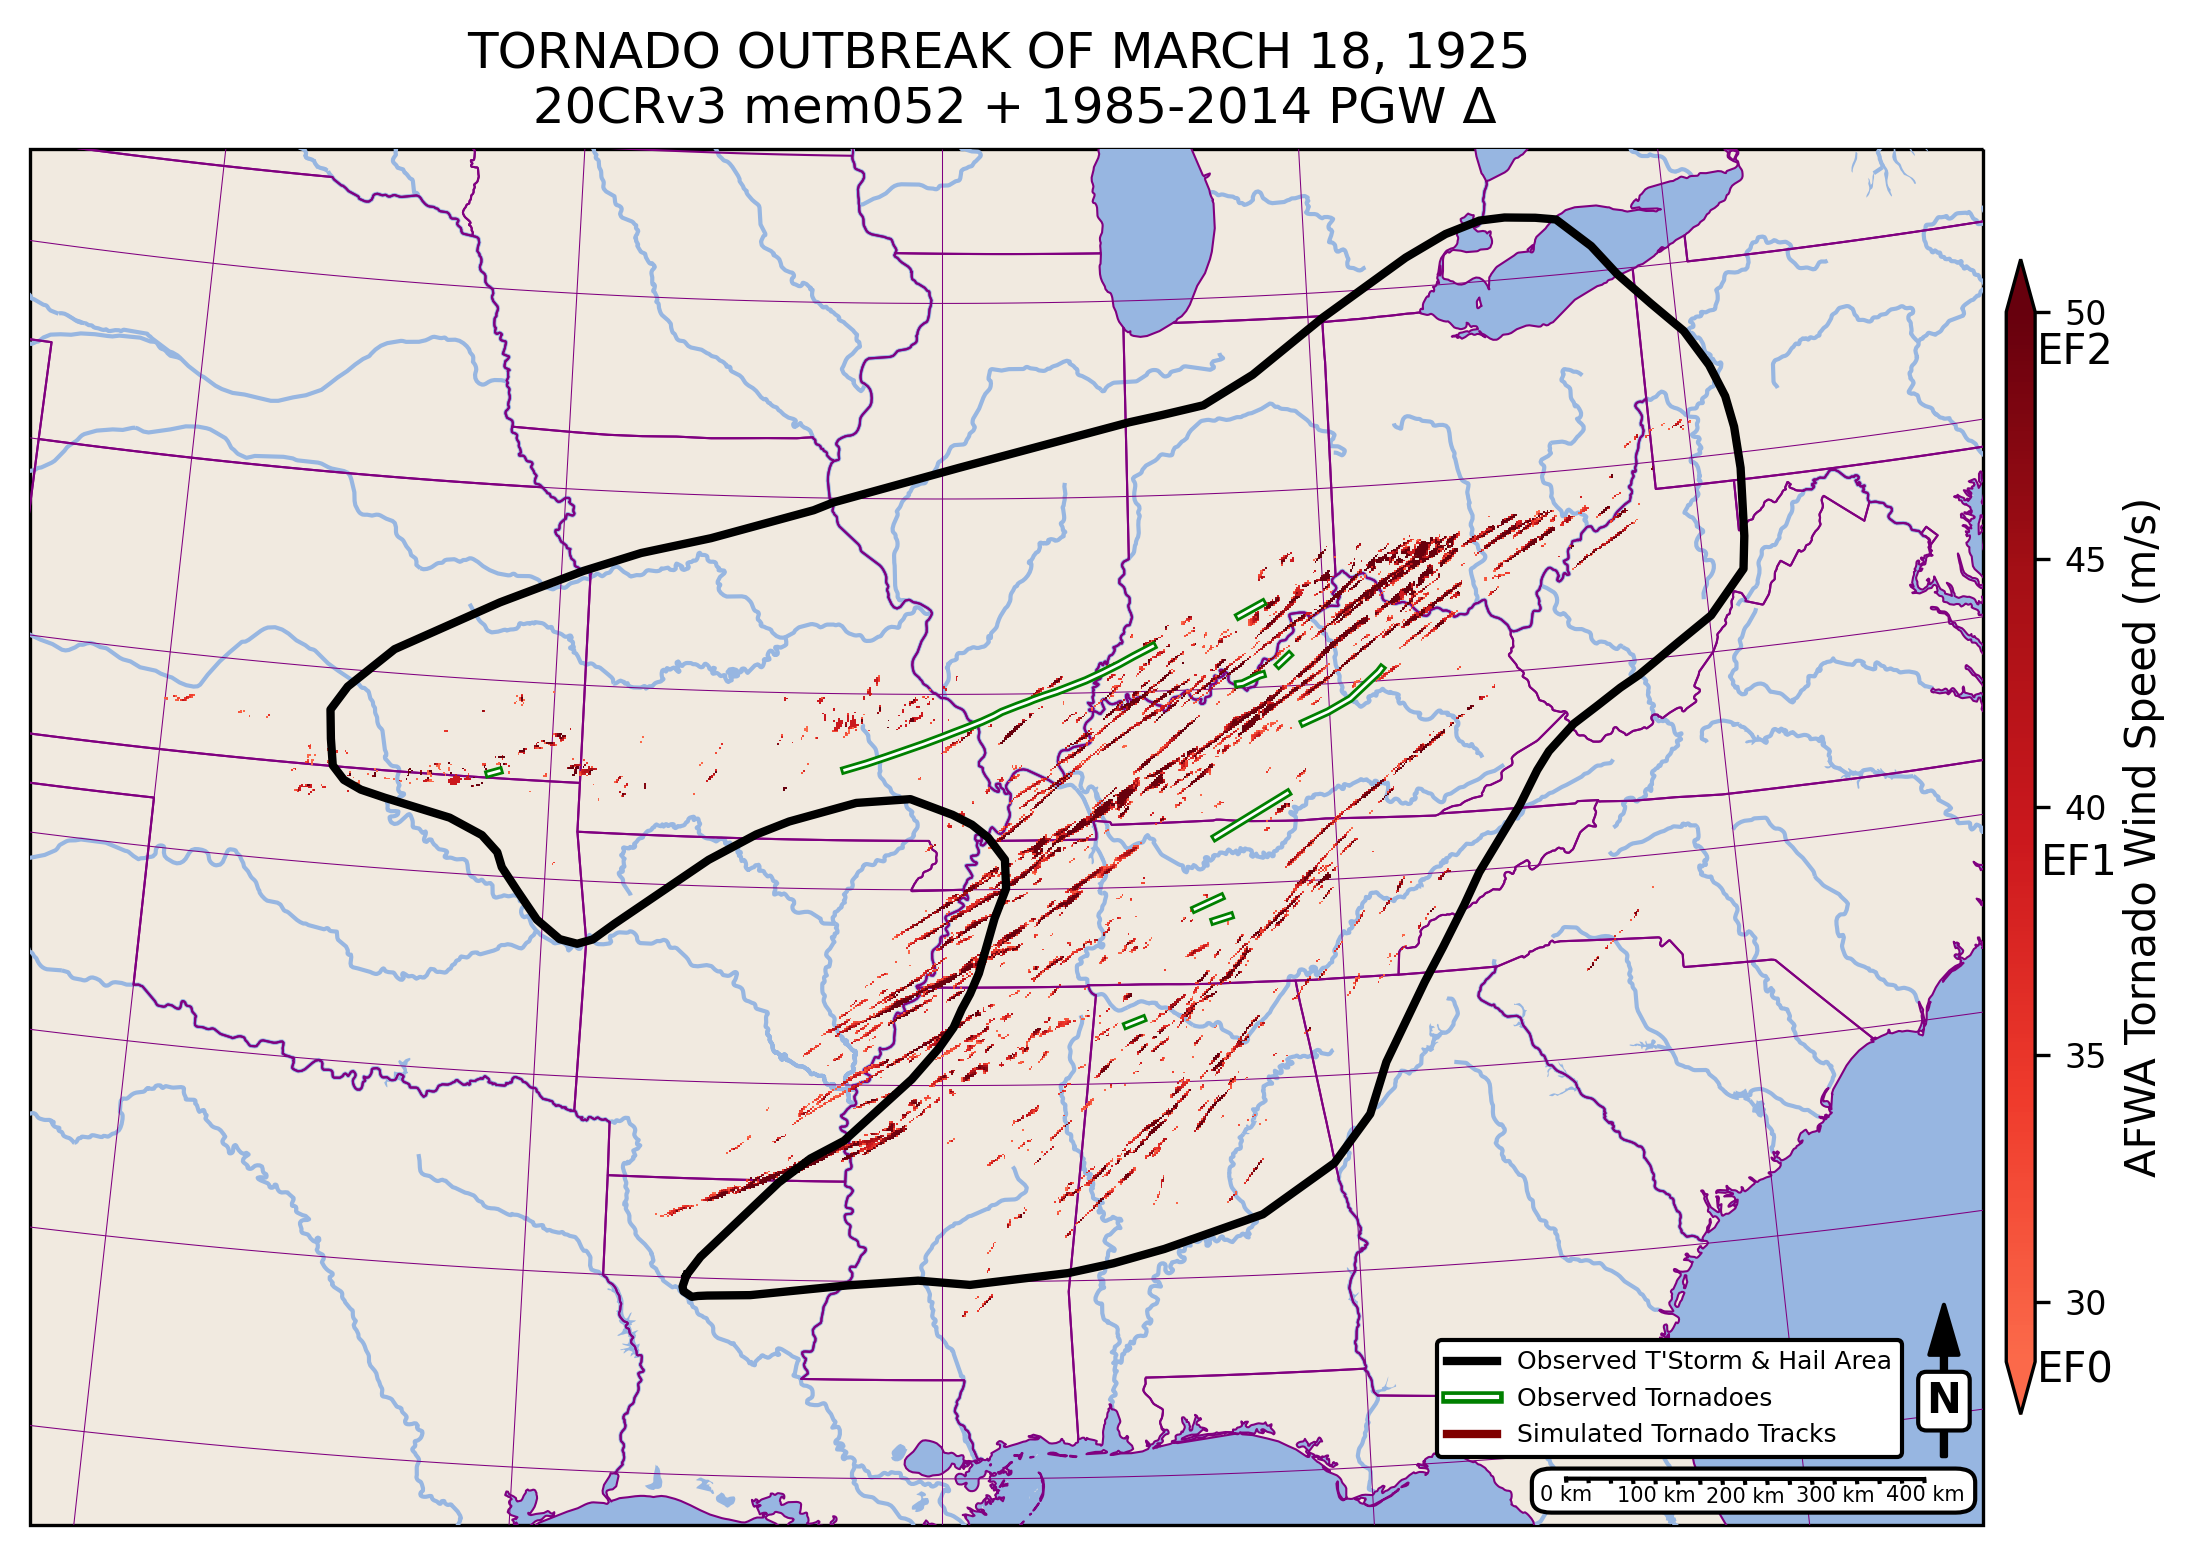 TORNADO OUTBREAK OF MARCH 18, 1925
20CRv3 mem052 + 1985-2014 PGW Δ
50
EF2
45
40
EF1
35
30
EF0
AFWA Tornado Wind Speed (m/s)
Observed T'Storm & Hail Area
Observed Tornadoes
Simulated Tornado Tracks
N
0 km 100 km 200 km 300 km 400 km